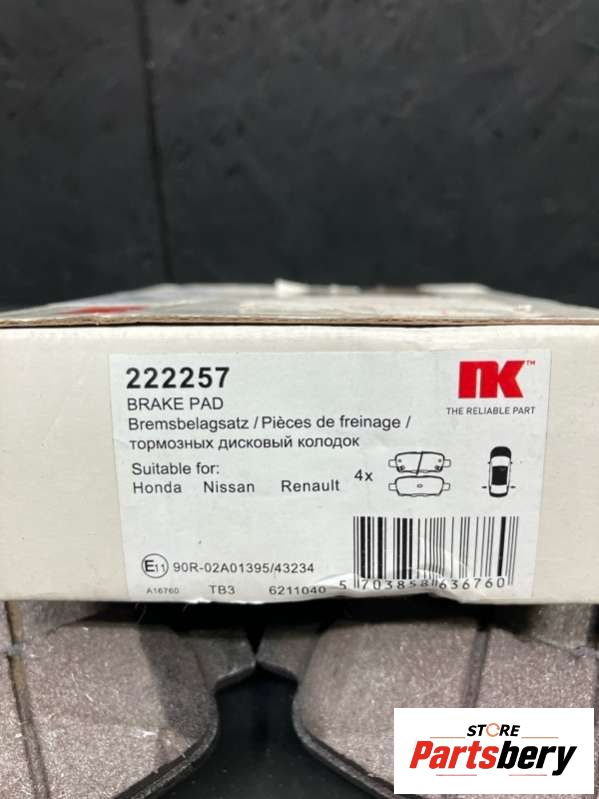 222257
BRAKE PAD
Bremsbelagsatz / Pièces de freinage /
тормозных дисковый колодок
Suitable for:
Honda Nissan Renault
4x
NK™
THE RELIABLE PART
E11 90R-02A01395/43234
A16760 TB3 6211040
5 703858 636760
STORE
Partsbery